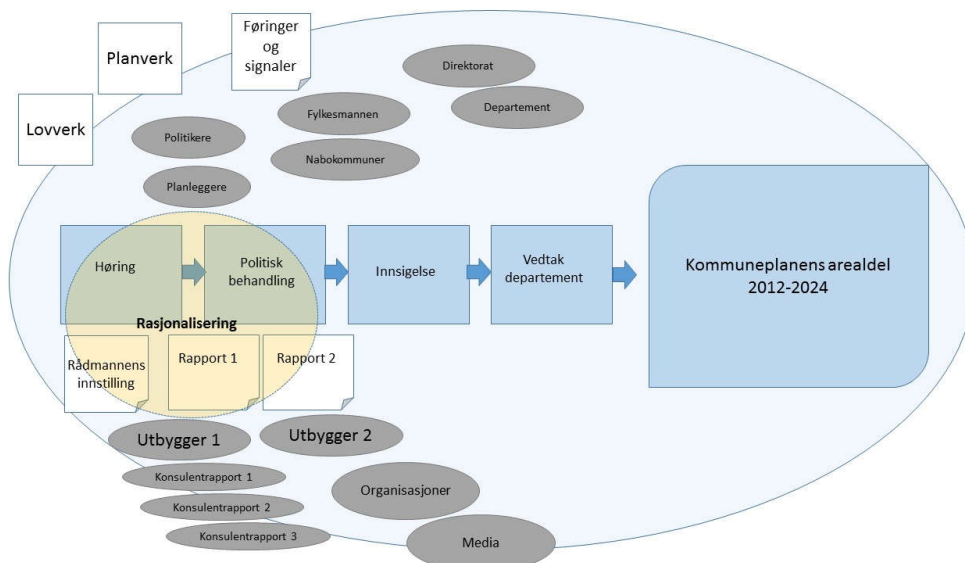 Føringer
og
signaler
Planverk
Lovverk
Direktorat
Departement
Fylkesmannen
Politikere
Nabokommuner
Planleggere
Høring
Politisk
behandling
Innsigelse
Vedtak
departement
Kommuneplanens arealdel
2012-2024
Rasjonalisering
Rådmannens
innstilling
Rapport 1
Rapport 2
Utbygger 1
Utbygger 2
Konsulentrapport 1
Konsulentrapport 2
Konsulentrapport 3
Organisasjoner
Media